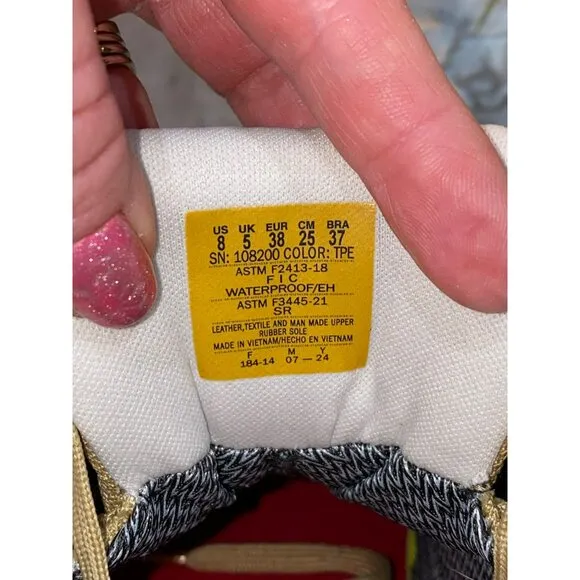 US UK EUR CM BRA
8 5 38 25 37
SN: 108200 COLOR: TPE
ASTM F2413-18
F I C
WATERPROOF/EH
ASTM F3445-21
SR
LEATHER,TEXTILE AND MAN MADE UPPER
RUBBER SOLE
MADE IN VIETNAM/HECHO EN VIETNAM
F M Y
184-14 07 — 24